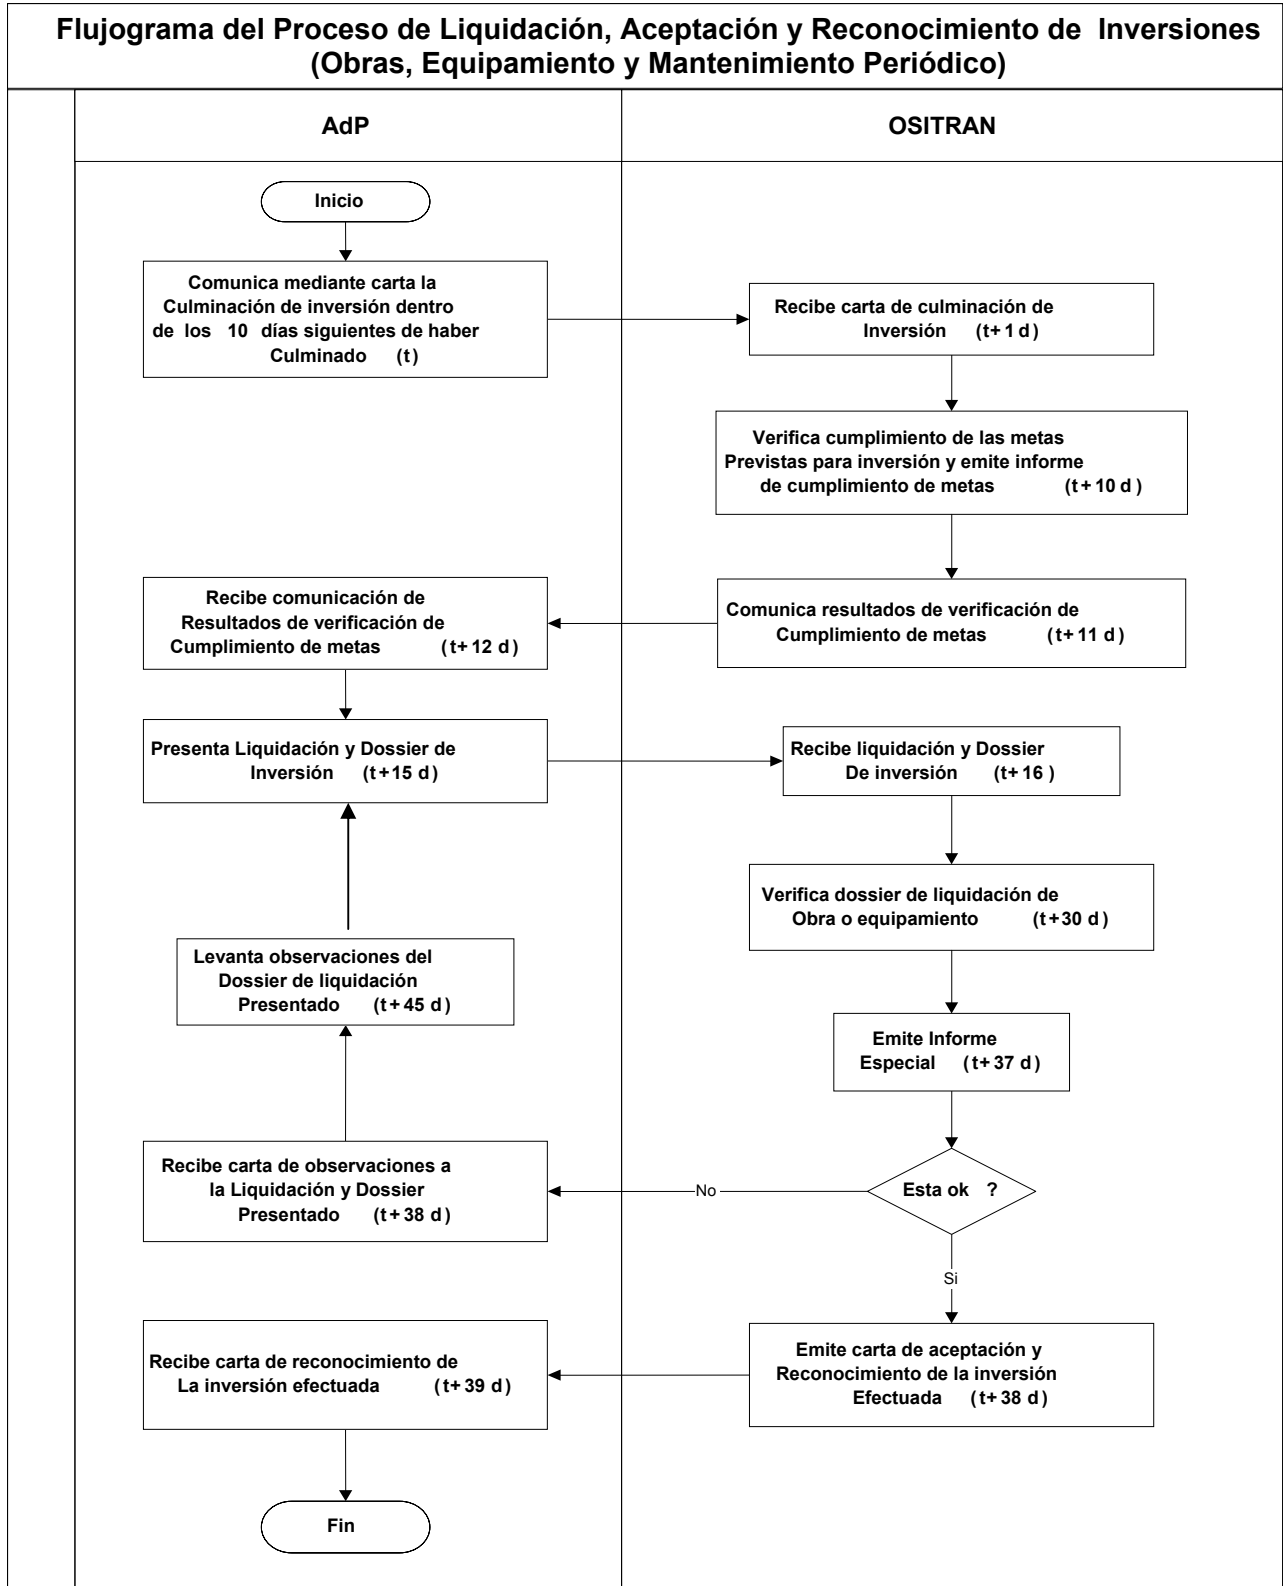 Flujograma del Proceso de Liquidación, Aceptación y Reconocimiento de Inversiones
(Obras, Equipamiento y Mantenimiento Periódico)
AdP
OSITRAN
Inicio
Comunica mediante carta la
Culminación de inversión dentro
de los 10 días siguientes de haber
Culminado (t)
Recibe carta de culminación de
Inversión (t+ 1 d)
Verifica cumplimiento de las metas
Previstas para inversión y emite informe
de cumplimiento de metas (t+ 10 d )
Comunica resultados de verificación de
Cumplimiento de metas (t+ 11 d )
Recibe comunicación de
Resultados de verificación de
Cumplimiento de metas (t+ 12 d)
Presenta Liquidación y Dossier de
Inversión (t+15 d)
Recibe liquidación y Dossier
De inversión (t+ 16 )
Verifica dossier de liquidación de
Obra o equipamiento (t+30 d)
Emite Informe
Especial (t+ 37 d)
Esta ok ?
No
Si
Levanta observaciones del
Dossier de liquidación
Presentado (t+ 45 d)
Recibe carta de observaciones a
la Liquidación y Dossier
Presentado (t+ 38 d)
Emite carta de aceptación y
Reconocimiento de la inversión
Efectuada (t+ 38 d)
Recibe carta de reconocimiento de
La inversión efectuada (t+ 39 d)
Fin